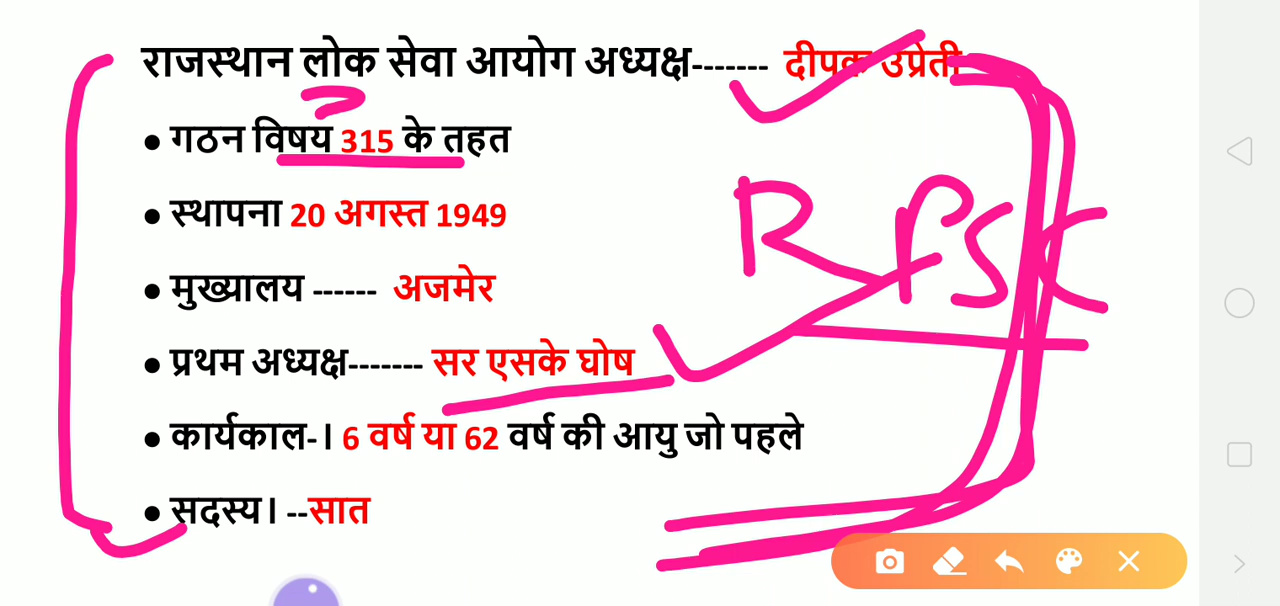 राजस्थान लोक सेवा आयोग अध्यक्ष------- दीपक उप्रेती
• गठन विषय 315 के तहत
• स्थापना 20 अगस्त 1949
• मुख्यालय ------ अजमेर
RPSC
• प्रथम अध्यक्ष------- सर एसके घोष
• कार्यकाल-। 6 वर्ष या 62 वर्ष की आयु जो पहले
• सदस्य। --सात